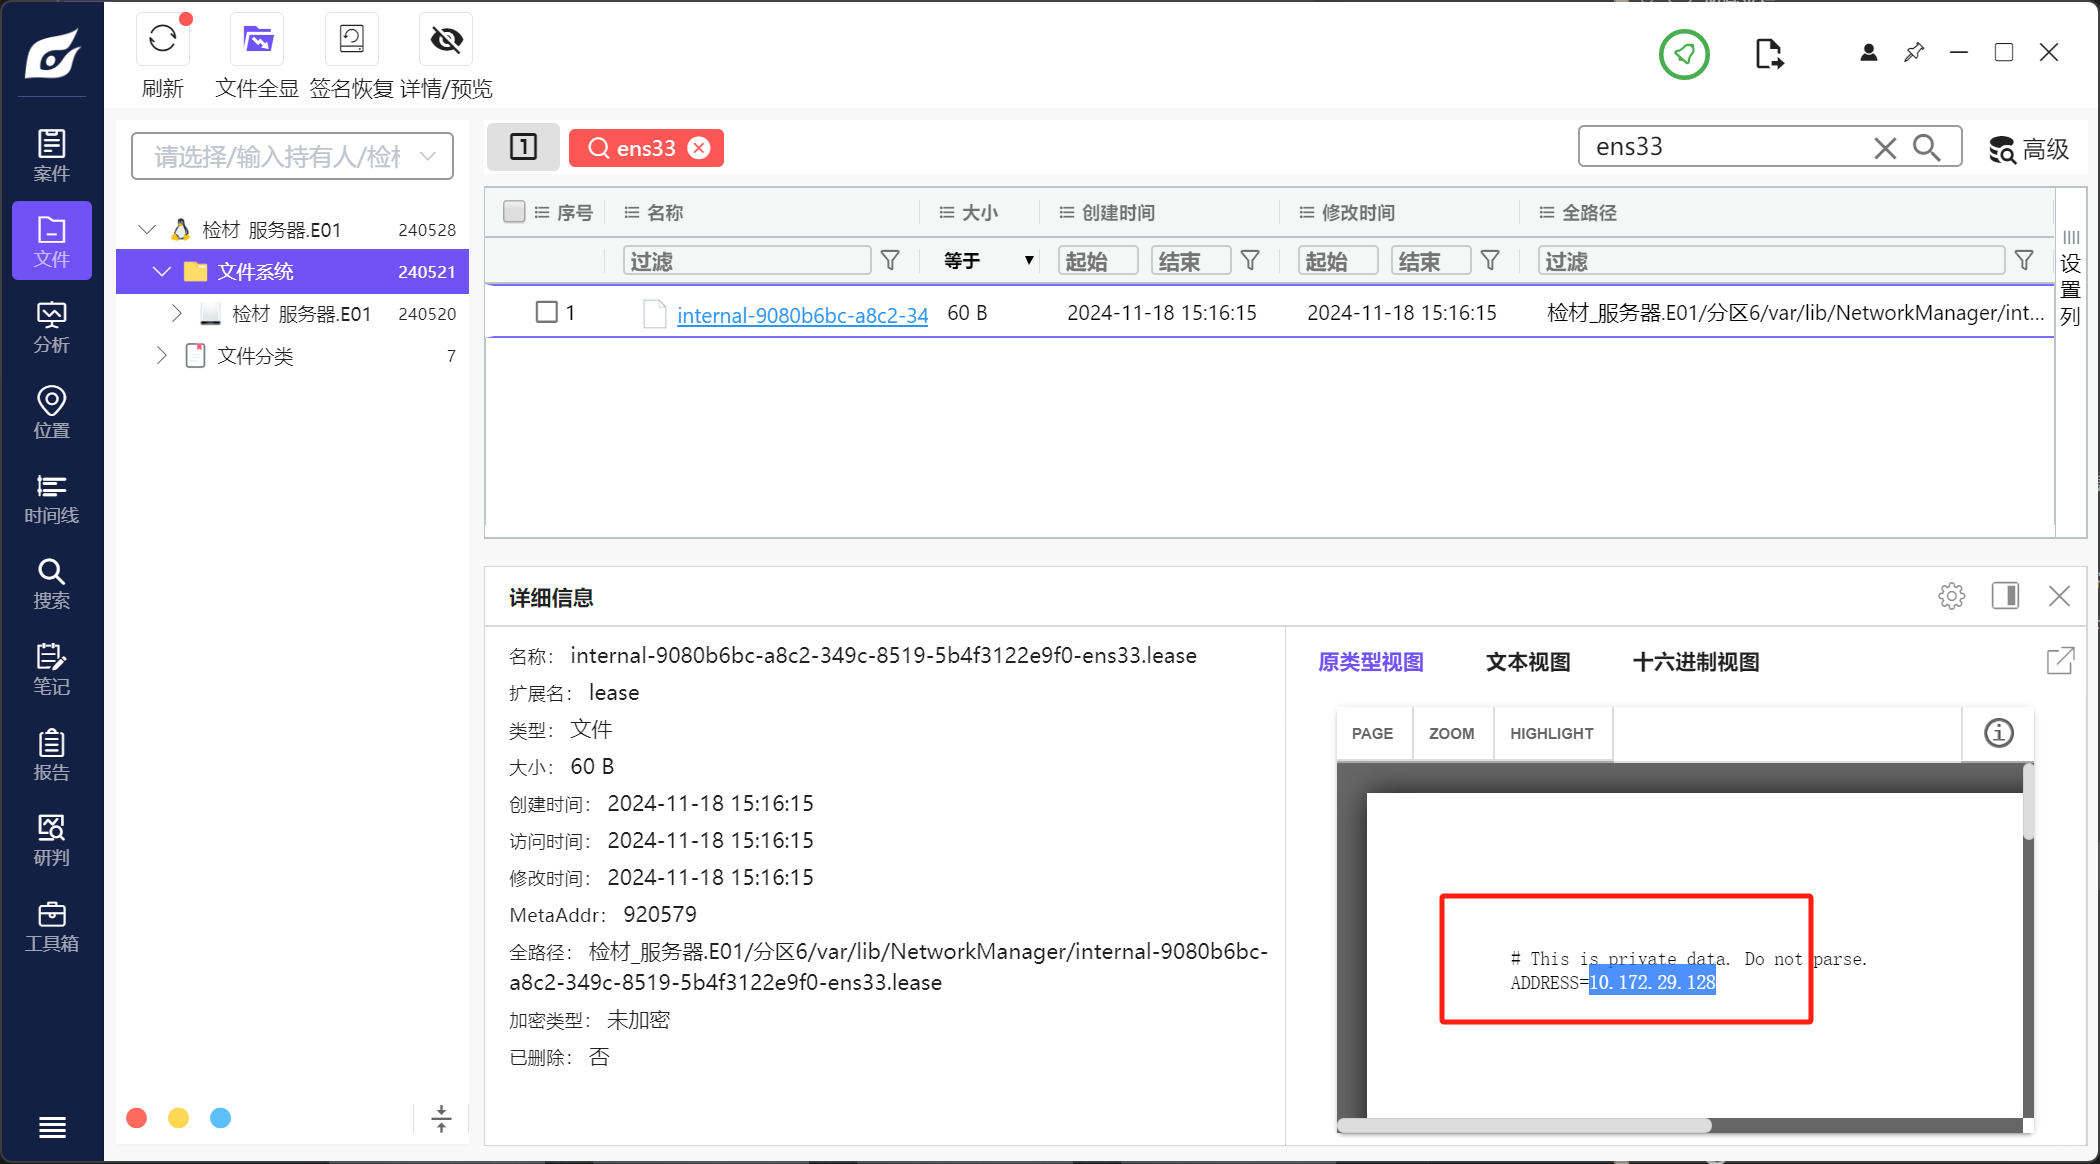 刷新
文件全显
签名恢复
详情/预览
案件
文件
分析
位置
时间线
搜索
笔记
报告
研判
工具箱
请选择/输入持有人/检材
检材 服务器.E01 240528
文件系统 240521
检材 服务器.E01 240520
文件分类 7
1
ens33
ens33
高级
序号 名称 大小 创建时间 修改时间 全路径
过滤 等于 起始 结束 起始 结束 过滤
1 internal-9080b6bc-a8c2-34 60 B 2024-11-18 15:16:15 2024-11-18 15:16:15 检材_服务器.E01/分区6/var/lib/NetworkManager/int...
设置列
详细信息
名称: internal-9080b6bc-a8c2-349c-8519-5b4f3122e9f0-ens33.lease
扩展名: lease
类型: 文件
大小: 60 B
创建时间: 2024-11-18 15:16:15
访问时间: 2024-11-18 15:16:15
修改时间: 2024-11-18 15:16:15
MetaAddr: 920579
全路径: 检材_服务器.E01/分区6/var/lib/NetworkManager/internal-9080b6bc-
a8c2-349c-8519-5b4f3122e9f0-ens33.lease
加密类型: 未加密
已删除: 否
原类型视图 文本视图 十六进制视图
PAGE ZOOM HIGHLIGHT
# This is private data. Do not parse.
ADDRESS=10.172.29.128